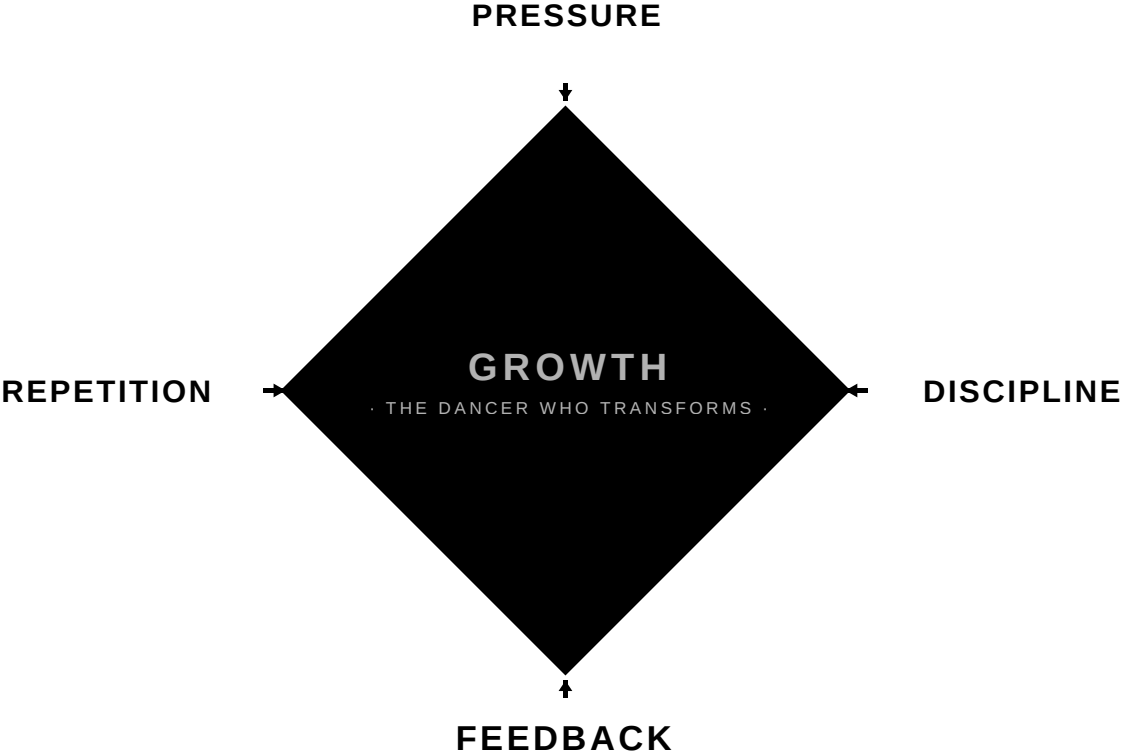 PRESSURE
GROWTH
· THE DANCER WHO TRANSFORMS ·
REPETITION
DISCIPLINE
FEEDBACK